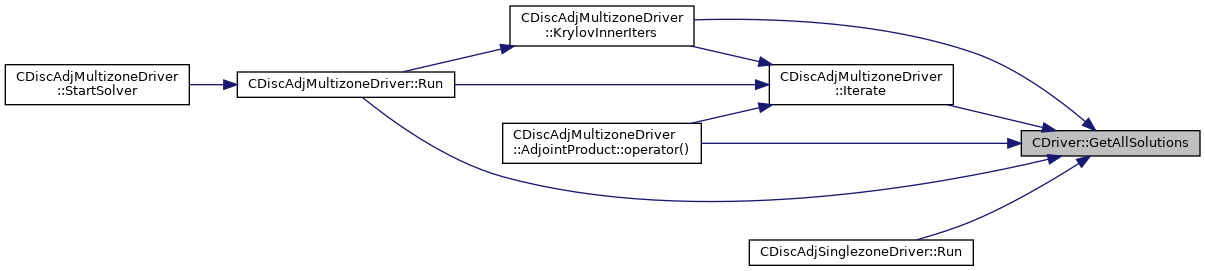 CDiscAdjMultizoneDriver
::StartSolver
CDiscAdjMultizoneDriver::Run
CDiscAdjMultizoneDriver
::KrylovInnerIters
CDiscAdjMultizoneDriver
::Iterate
CDiscAdjMultizoneDriver
::AdjointProduct::operator()
CDriver::GetAllSolutions
CDiscAdjSinglezoneDriver::Run